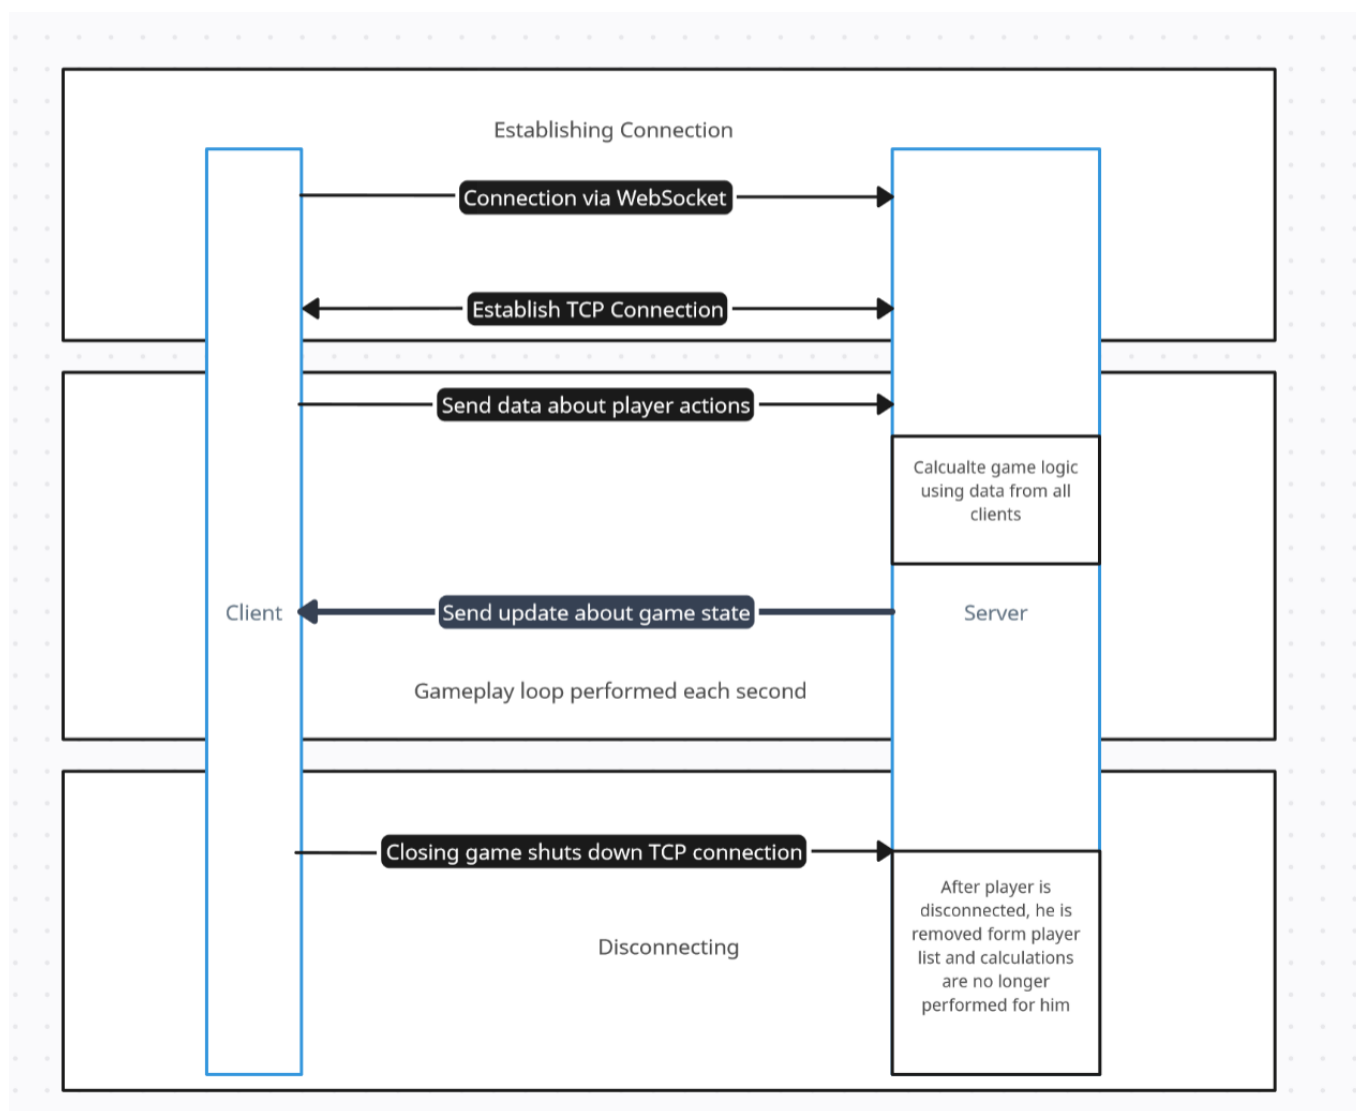 Establishing Connection
Connection via WebSocket
Establish TCP Connection
Send data about player actions
Calcualte game logic
using data from all
clients
Client
Send update about game state
Server
Gameplay loop performed each second
Closing game shuts down TCP connection
After player is
disconnected, he is
removed form player
list and calculations
are no longer
performed for him
Disconnecting